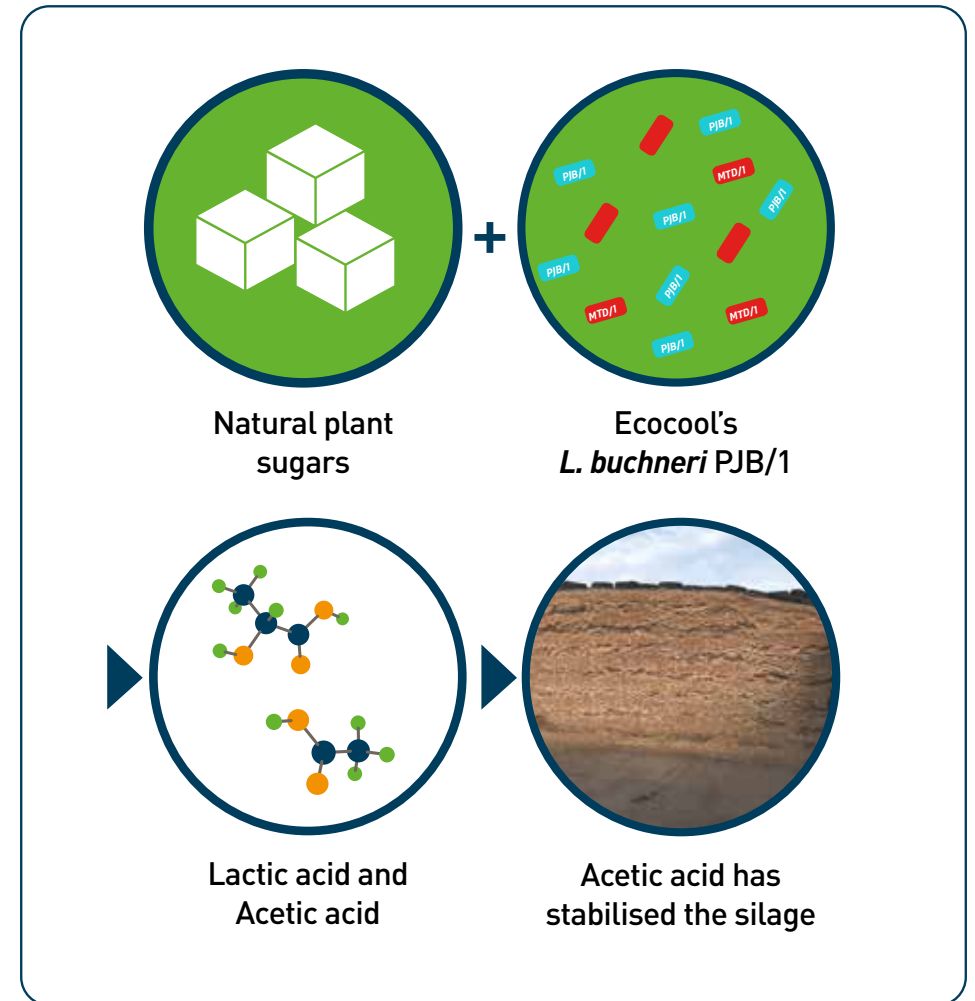 PJB/1
PJB/1
MTD/1
PJB/1
PJB/1
+
PJB/1
PJB/1
MTD/1
MTD/1
PJB/1
Natural plant
sugars
Ecocool’s
L. buchneri PJB/1
Lactic acid and
Acetic acid
Acetic acid has
stabilised the silage